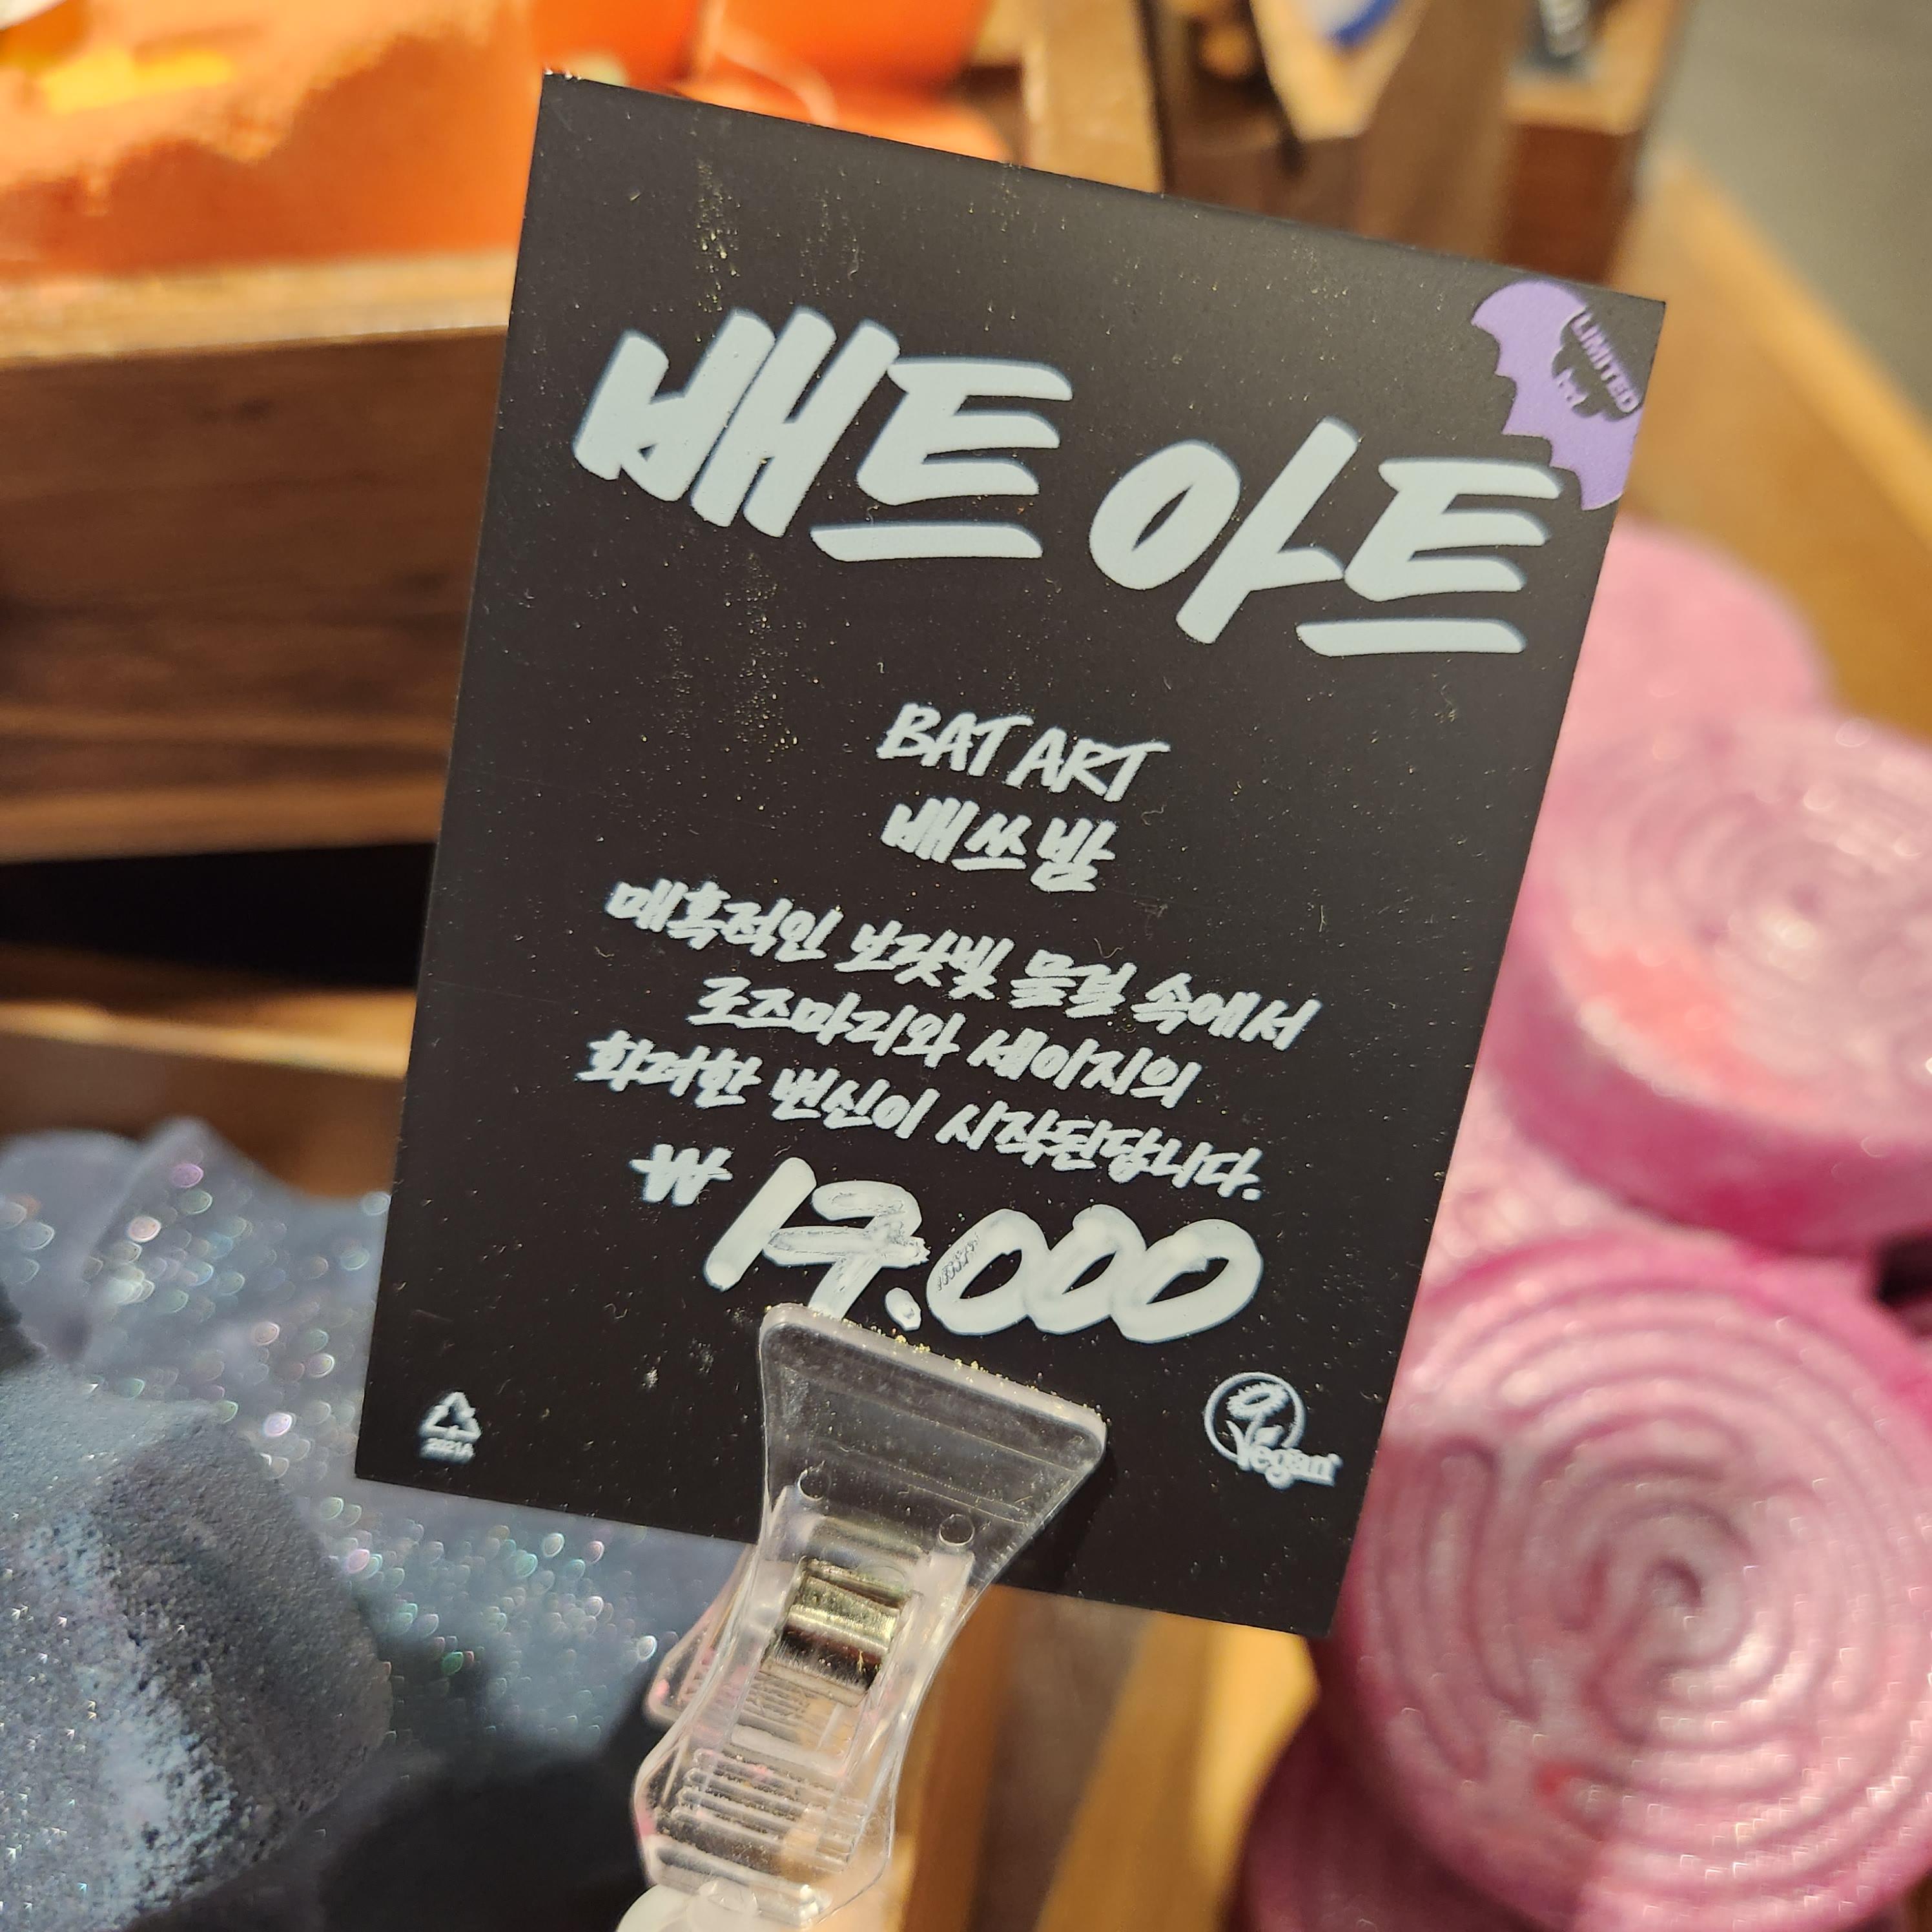 배트 아트
LIMITED
BAT ART
배쓰 밤
매혹적인 보랏빛 물결 속에서
로즈마리와 세이지의
화려한 변신이 시작된답니다.
₩ 17.000
2021A
Vegan